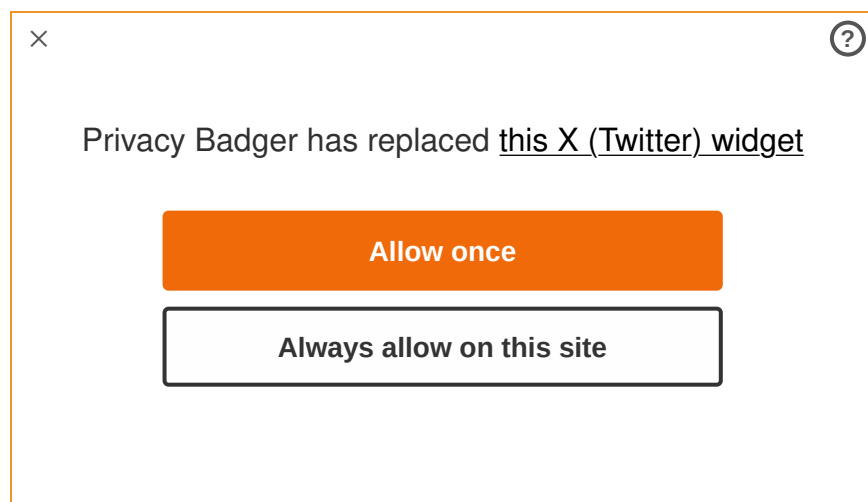 ?
Privacy Badger has replaced this X (Twitter) widget
Allow once
Always allow on this site